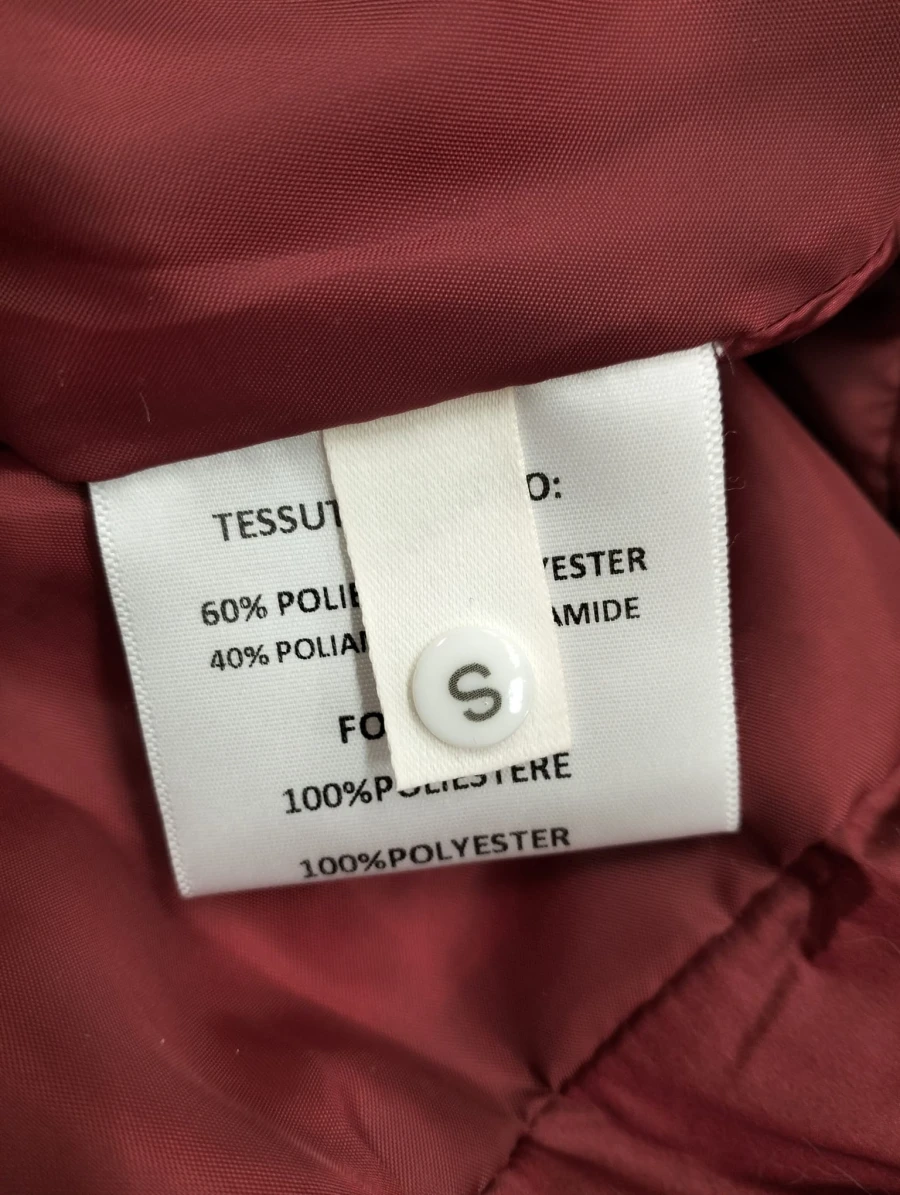 TESSUT O:
60% POLIE YESTER
40% POLIAM AMIDE
S
FO
100%POLIESTERE
100%POLYESTER